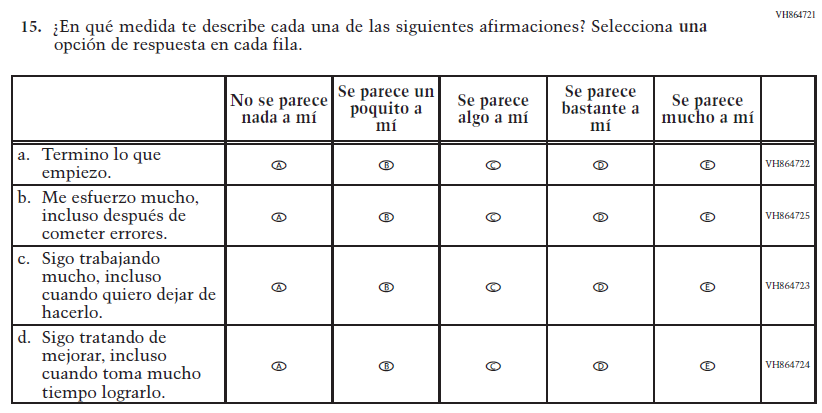 VH864721
15. ¿En qué medida te describe cada una de las siguientes afirmaciones? Selecciona una
opción de respuesta en cada fila.
No se parece
nada a mí
Se parece un
poquito a
mí
Se parece
algo a mí
Se parece
bastante a
mí
Se parece
mucho a mí
a. Termino lo que
empiezo.
A B C D E VH864722
b. Me esfuerzo mucho,
incluso después de
cometer errores.
A B C D E VH864725
c. Sigo trabajando
mucho, incluso
cuando quiero dejar de
hacerlo.
A B C D E VH864723
d. Sigo tratando de
mejorar, incluso
cuando toma mucho
tiempo lograrlo.
A B C D E VH864724